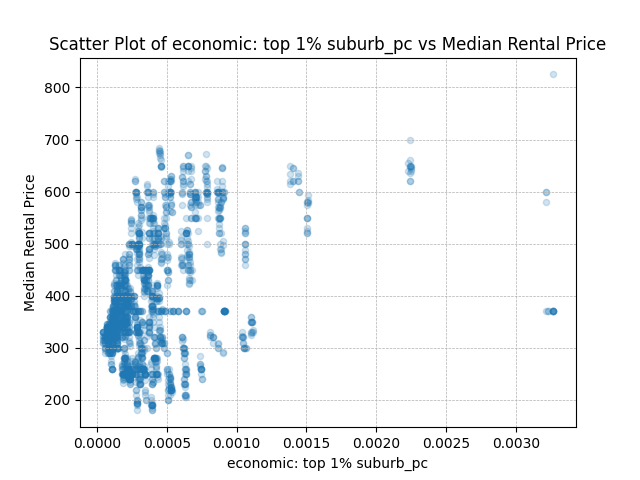 Scatter Plot of economic: top 1% suburb_pc vs Median Rental Price
800
700
600
500
400
300
200
Median Rental Price
0.0000 0.0005 0.0010 0.0015 0.0020 0.0025 0.0030
economic: top 1% suburb_pc